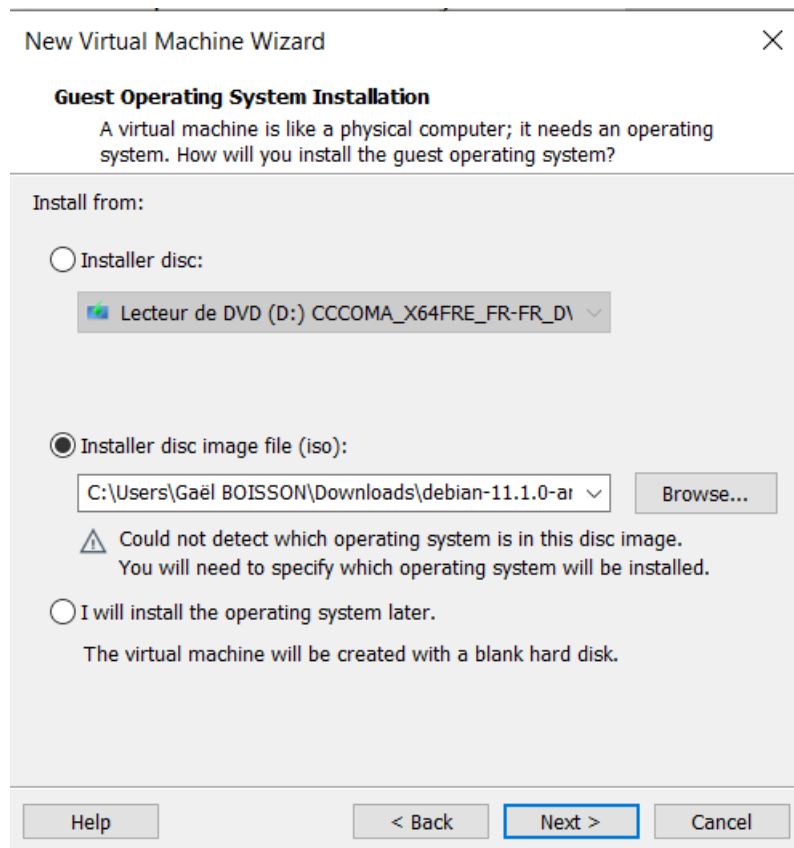 New Virtual Machine Wizard
Guest Operating System Installation
A virtual machine is like a physical computer; it needs an operating
system. How will you install the guest operating system?
Install from:
Installer disc:
Lecteur de DVD (D:) CCCOMA_X64FRE_FR-FR_D\
Installer disc image file (iso):
C:\Users\Gaël BOISSON\Downloads\debian-11.1.0-ar
Browse...
Could not detect which operating system is in this disc image.
You will need to specify which operating system will be installed.
I will install the operating system later.
The virtual machine will be created with a blank hard disk.
Help
< Back
Next >
Cancel